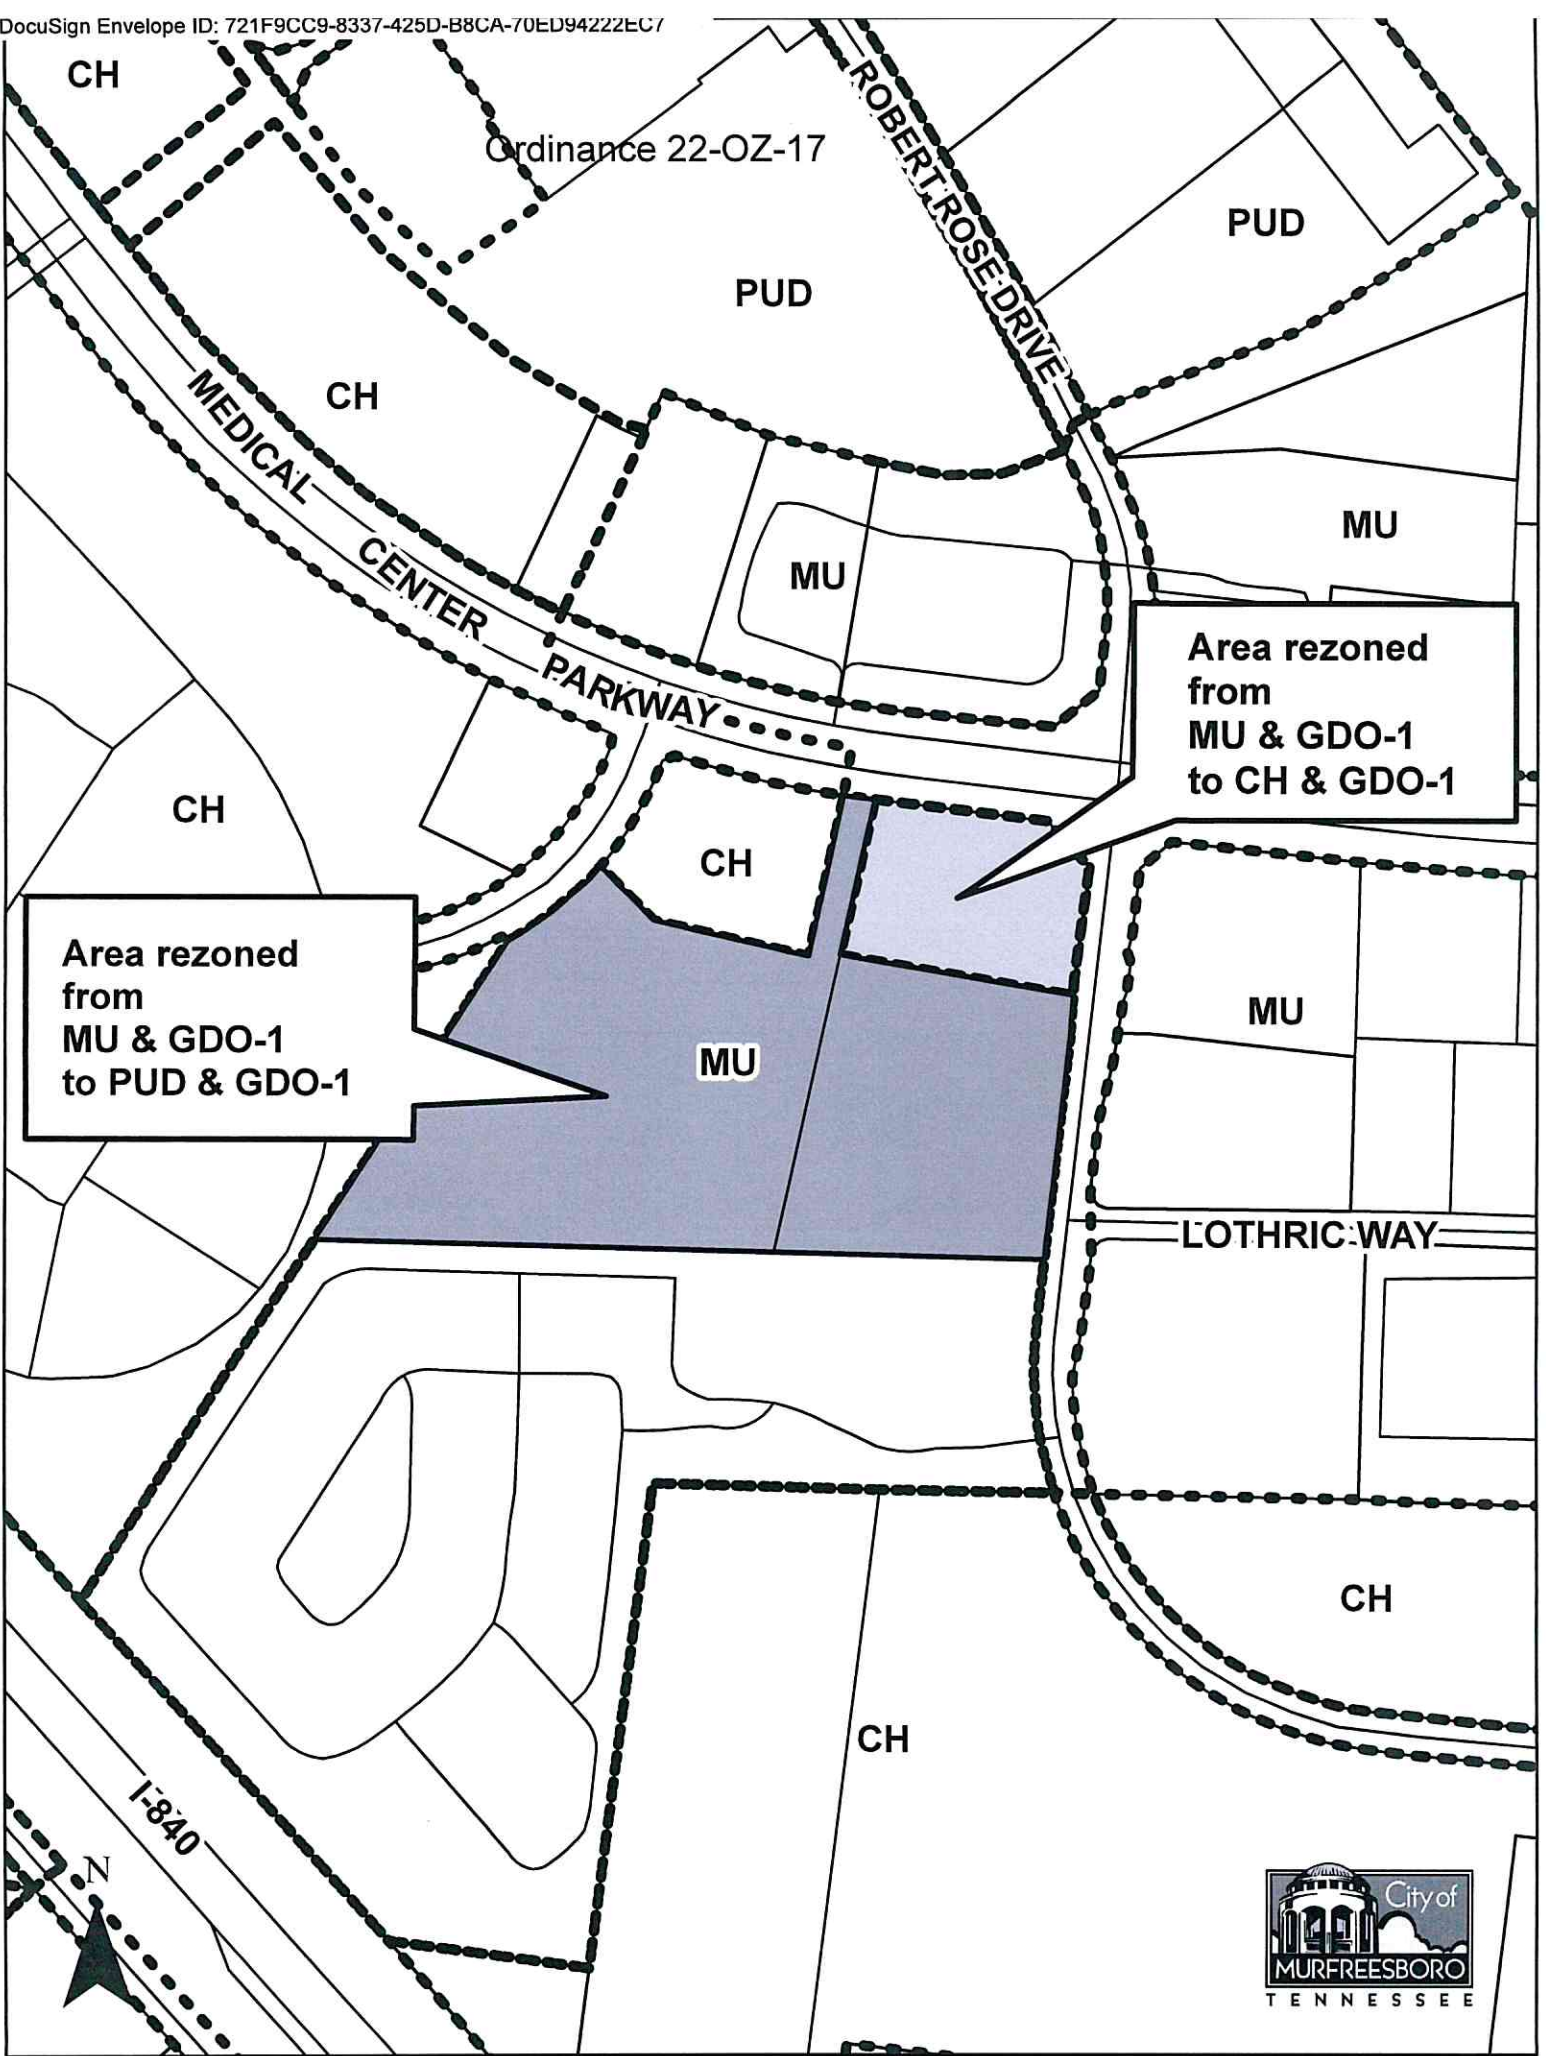 DocuSign Envelope ID: 721F9CC9-8337-425D-B8CA-70ED94222EC7
CH
Ordinance 22-OZ-17
ROBERT ROSE DRIVE
PUD
PUD
CH
MEDICAL
CENTER
PARKWAY
MU
MU
Area rezoned
from
MU & GDO-1
to CH & GDO-1
CH
CH
Area rezoned
from
MU & GDO-1
to PUD & GDO-1
MU
MU
LOTHRIC WAY
CH
CH
I-840
N
City of
MURFREESBORO
TENNESSEE